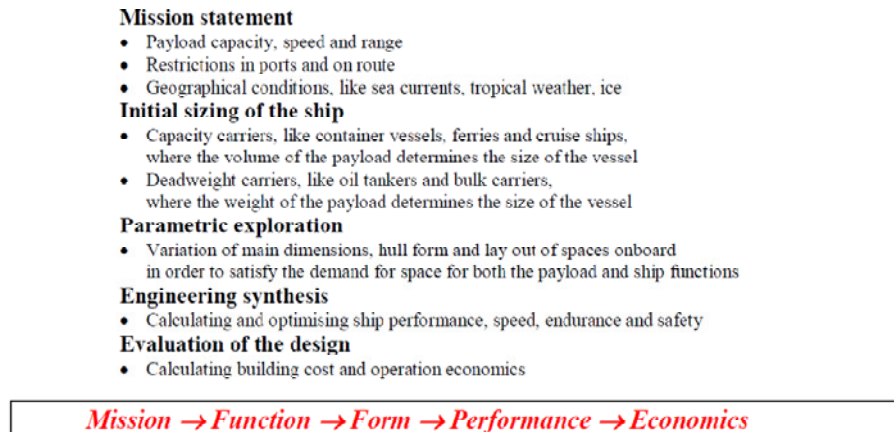 Mission statement
• Payload capacity, speed and range
• Restrictions in ports and on route
• Geographical conditions, like sea currents, tropical weather, ice
Initial sizing of the ship
• Capacity carriers, like container vessels, ferries and cruise ships,
where the volume of the payload determines the size of the vessel
• Deadweight carriers, like oil tankers and bulk carriers,
where the weight of the payload determines the size of the vessel
Parametric exploration
• Variation of main dimensions, hull form and lay out of spaces onboard
in order to satisfy the demand for space for both the payload and ship functions
Engineering synthesis
• Calculating and optimising ship performance, speed, endurance and safety
Evaluation of the design
• Calculating building cost and operation economics
Mission → Function → Form → Performance → Economics